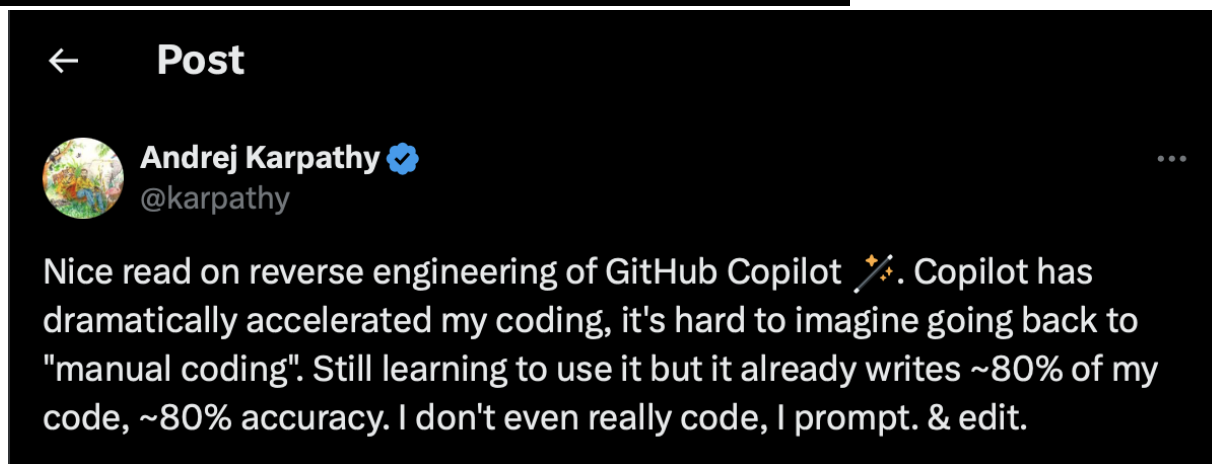 Post
Andrej Karpathy
@karpathy
Nice read on reverse engineering of GitHub Copilot 🪄. Copilot has
dramatically accelerated my coding, it's hard to imagine going back to
"manual coding". Still learning to use it but it already writes ~80% of my
code, ~80% accuracy. I don't even really code, I prompt. & edit.